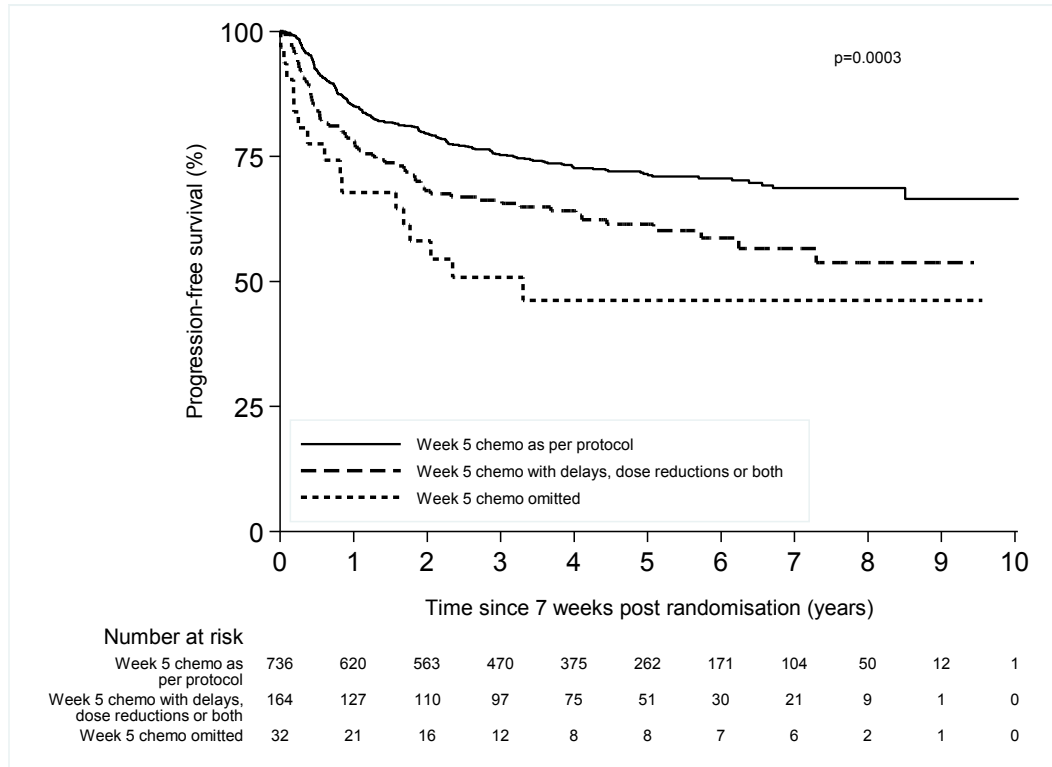 100
p=0.0003
75
Progression-free survival (%)
50
25
Week 5 chemo as per protocol
Week 5 chemo with delays, dose reductions or both
Week 5 chemo omitted
0
0 1 2 3 4 5 6 7 8 9 10
Time since 7 weeks post randomisation (years)
Number at risk
Week 5 chemo as 736 620 563 470 375 262 171 104 50 12 1
per protocol
Week 5 chemo with delays, 164 127 110 97 75 51 30 21 9 1 0
dose reductions or both
Week 5 chemo omitted 32 21 16 12 8 8 7 6 2 1 0